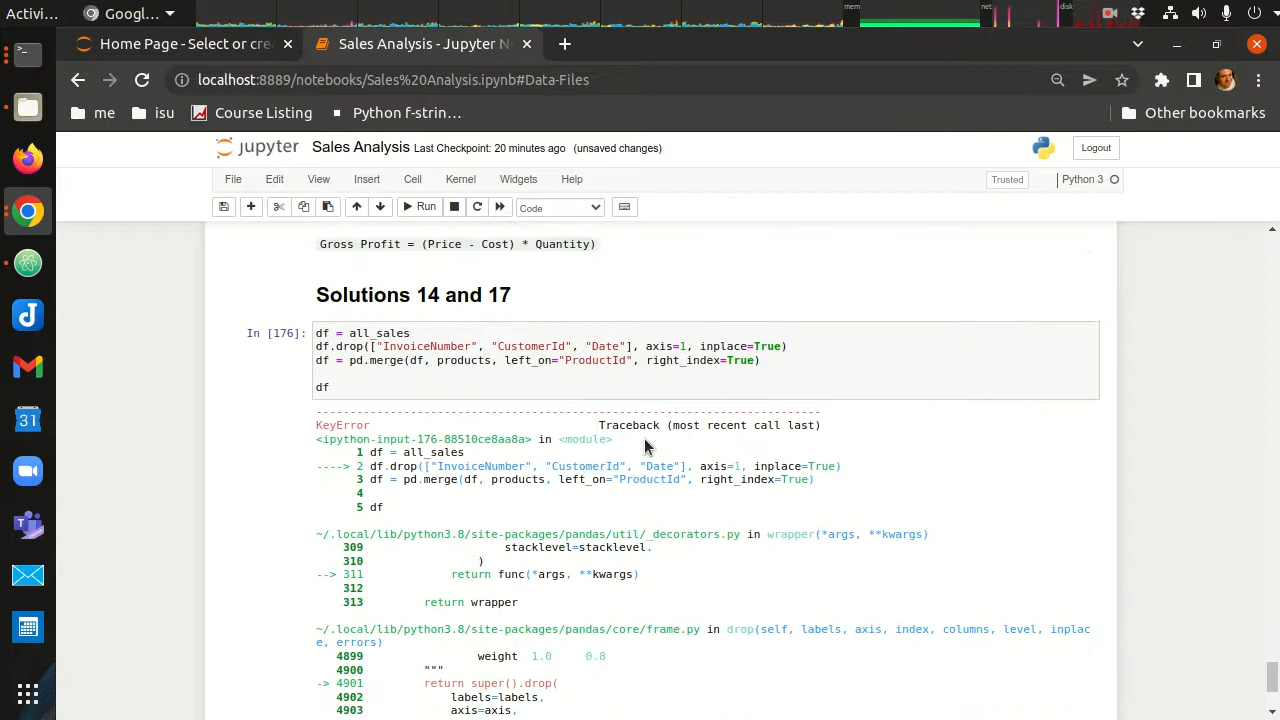 Activi...
Googl...
mem
net
disk
Home Page - Select or cre
Sales Analysis - Jupyter N
localhost:8889/notebooks/Sales%20Analysis.ipynb#Data-Files
me
isu
Course Listing
Python f-strin...
Other bookmarks
jupyter
Sales Analysis Last Checkpoint: 20 minutes ago (unsaved changes)
Logout
File
Edit
View
Insert
Cell
Kernel
Widgets
Help
Trusted
Python 3
Run
Code
Gross Profit = (Price - Cost) * Quantity)
Solutions 14 and 17
In [176]:
df = all_sales
df.drop(["InvoiceNumber", "CustomerId", "Date"], axis=1, inplace=True)
df = pd.merge(df, products, left_on="ProductId", right_index=True)
df
---------------------------------------------------------------------------
KeyError Traceback (most recent call last)
<ipython-input-176-88510ce8aa8a> in <module>
1 df = all_sales
----> 2 df.drop(["InvoiceNumber", "CustomerId", "Date"], axis=1, inplace=True)
3 df = pd.merge(df, products, left_on="ProductId", right_index=True)
4
5 df
~/.local/lib/python3.8/site-packages/pandas/util/_decorators.py in wrapper(*args, **kwargs)
309 stacklevel=stacklevel,
310 )
--> 311 return func(*args, **kwargs)
312
313 return wrapper
~/.local/lib/python3.8/site-packages/pandas/core/frame.py in drop(self, labels, axis, index, columns, level, inplac
e, errors)
4899 weight 1.0 0.8
4900 """
-> 4901 return super().drop(
4902 labels=labels,
4903 axis=axis,
31